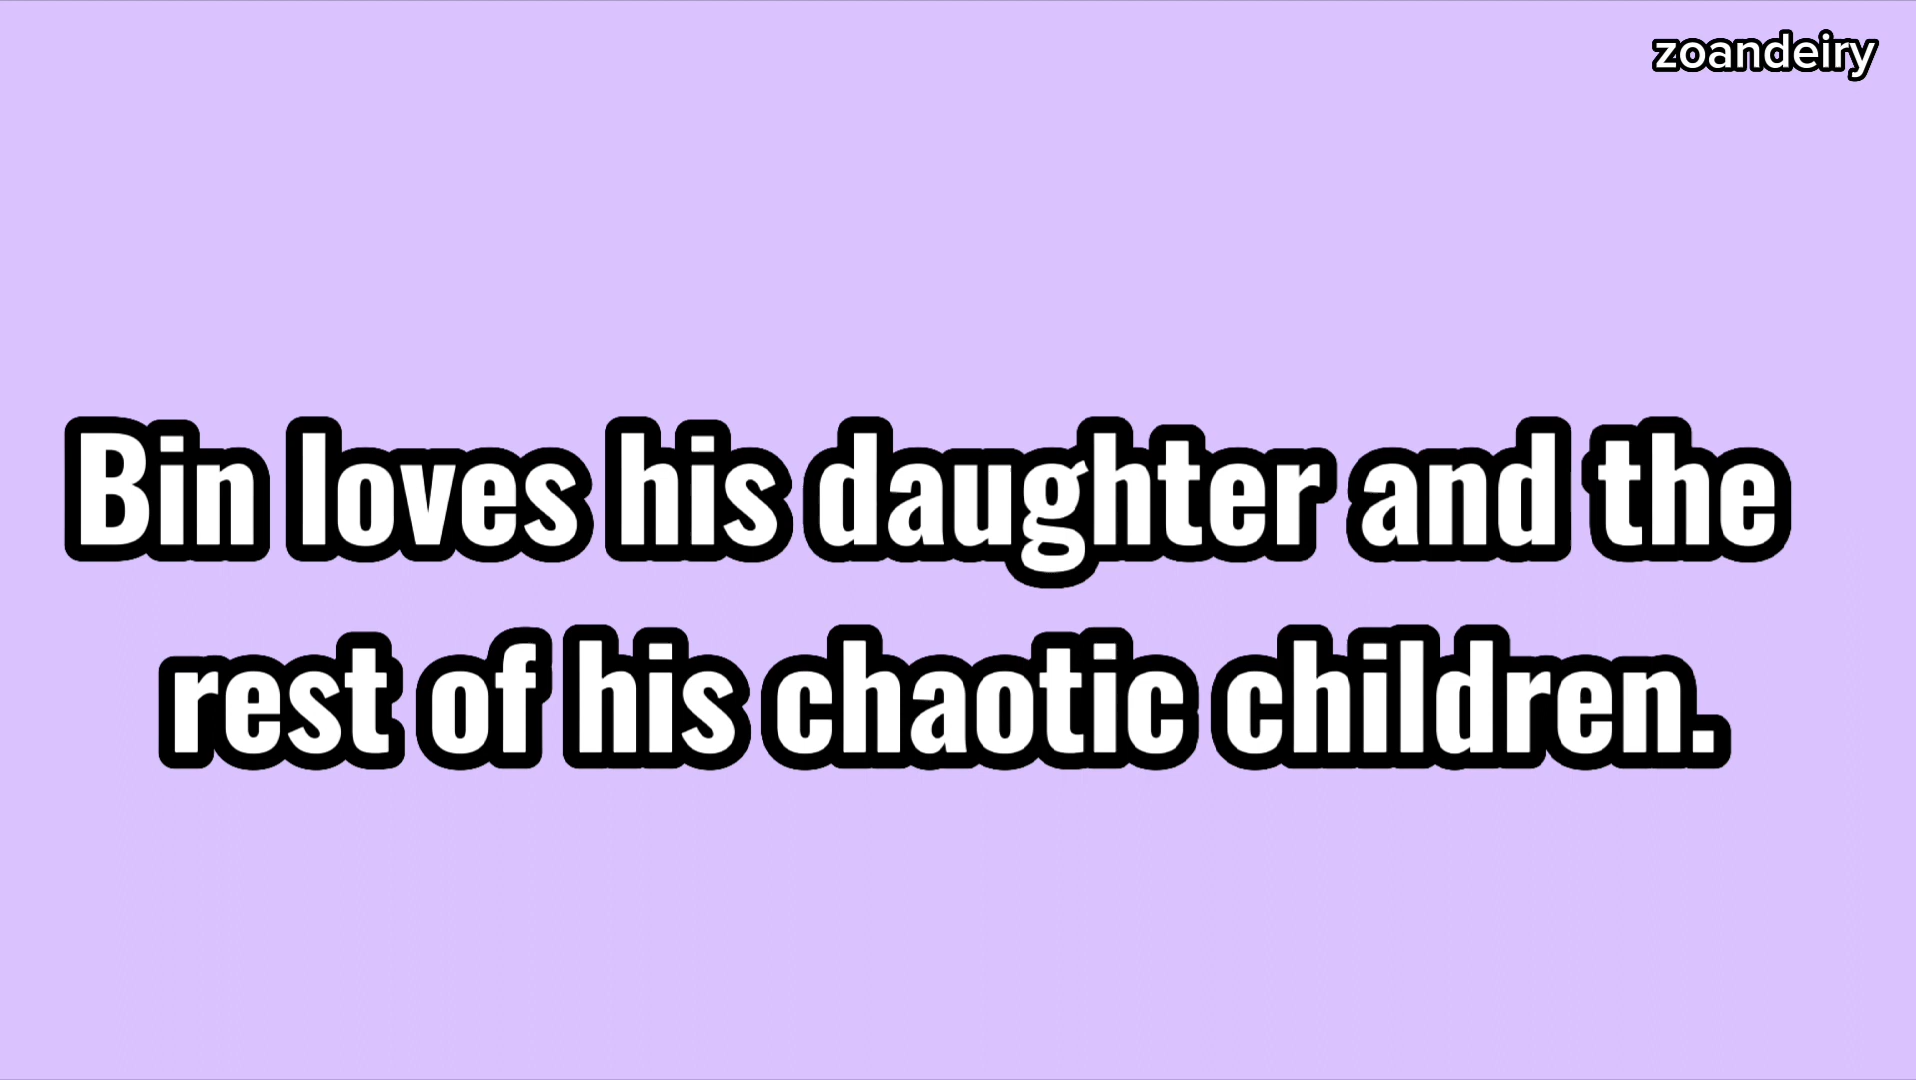 zoandeiry
Bin loves his daughter and the
rest of his chaotic children.